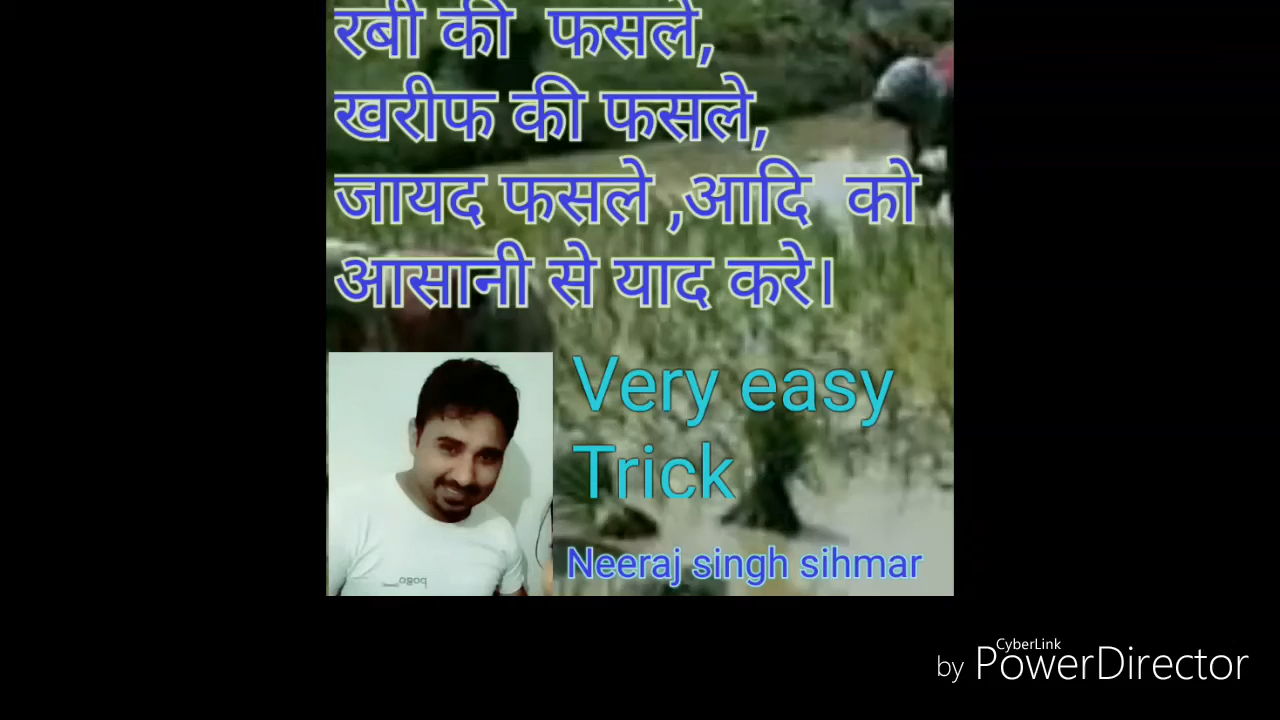 रबी की फसले,
खरीफ की फसले,
जायद फसले ,आदि को
आसानी से याद करे।
Very easy
Trick
Neeraj singh sihmar
CyberLink
by PowerDirector